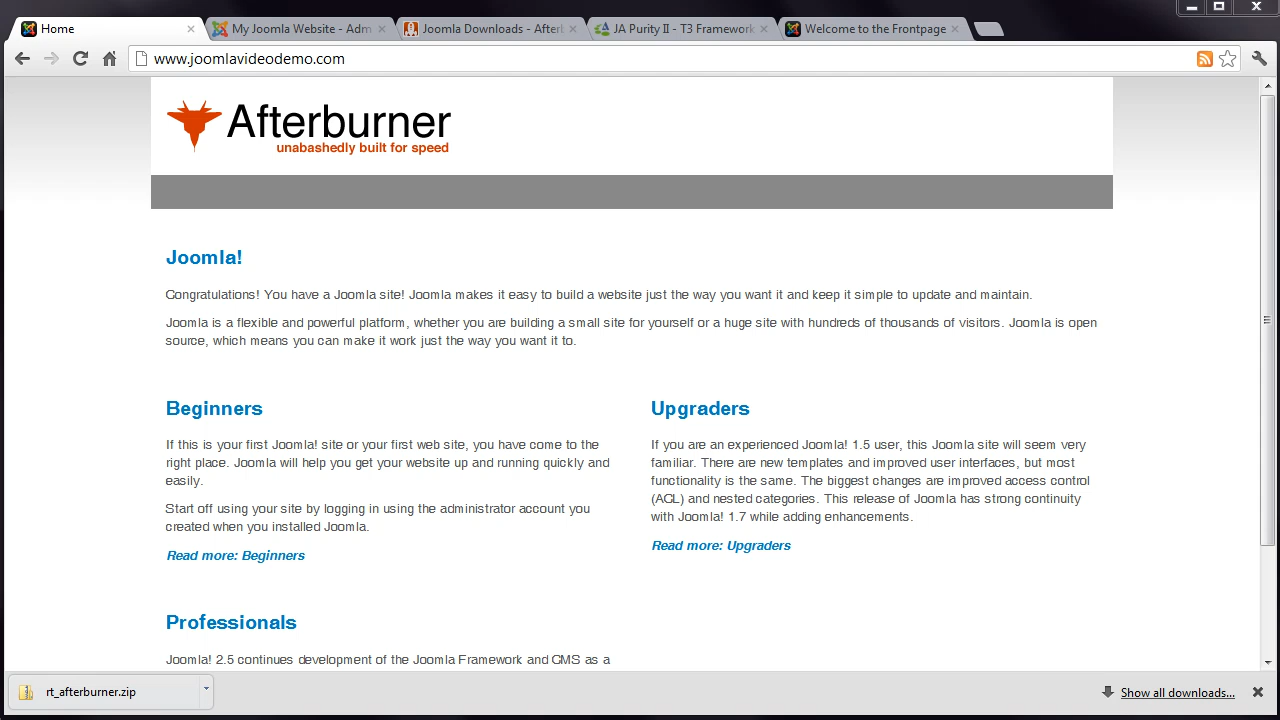 Home
My Joomla Website - Adm
Joomla Downloads - Afterl
JA Purity II - T3 Framework
Welcome to the Frontpage
www.joomlavideodemo.com
Afterburner
unabashedly built for speed
Joomla!
Congratulations! You have a Joomla site! Joomla makes it easy to build a website just the way you want it and keep it simple to update and maintain.
Joomla is a flexible and powerful platform, whether you are building a small site for yourself or a huge site with hundreds of thousands of visitors. Joomla is open
source, which means you can make it work just the way you want it to.
Beginners
If this is your first Joomla! site or your first web site, you have come to the
right place. Joomla will help you get your website up and running quickly and
easily.
Start off using your site by logging in using the administrator account you
created when you installed Joomla.
Read more: Beginners
Upgraders
If you are an experienced Joomla! 1.5 user, this Joomla site will seem very
familiar. There are new templates and improved user interfaces, but most
functionality is the same. The biggest changes are improved access control
(ACL) and nested categories. This release of Joomla has strong continuity
with Joomla! 1.7 while adding enhancements.
Read more: Upgraders
Professionals
Joomla! 2.5 continues development of the Joomla Framework and CMS as a
rt_afterburner.zip
Show all downloads...